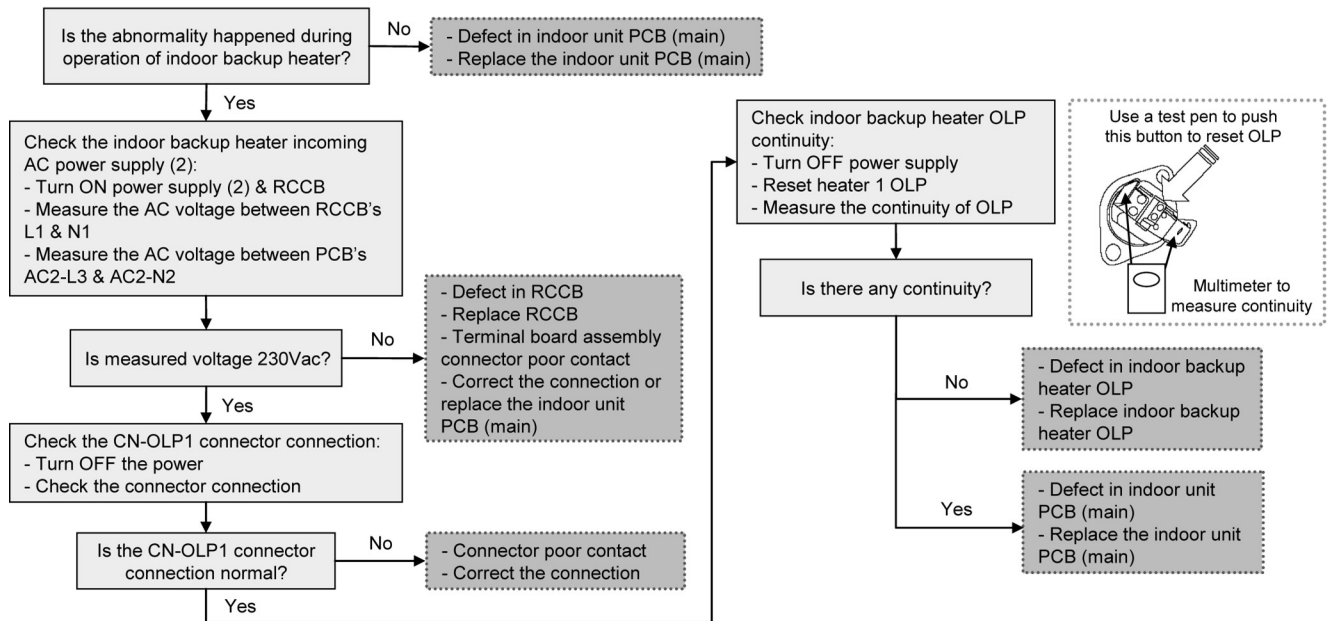 Is the abnormality happened during
operation of indoor backup heater?
No
- Defect in indoor unit PCB (main)
- Replace the indoor unit PCB (main)
Yes
Check the indoor backup heater incoming
AC power supply (2):
- Turn ON power supply (2) & RCCB
- Measure the AC voltage between RCCB's
L1 & N1
- Measure the AC voltage between PCB's
AC2-L3 & AC2-N2
Is measured voltage 230Vac?
No
- Defect in RCCB
- Replace RCCB
- Terminal board assembly
connector poor contact
- Correct the connection or
replace the indoor unit
PCB (main)
Yes
Check the CN-OLP1 connector connection:
- Turn OFF the power
- Check the connector connection
Is the CN-OLP1 connector
connection normal?
No
- Connector poor contact
- Correct the connection
Yes
Check indoor backup heater OLP
continuity:
- Turn OFF power supply
- Reset heater 1 OLP
- Measure the continuity of OLP
Use a test pen to push
this button to reset OLP
Multimeter to
measure continuity
Is there any continuity?
No
- Defect in indoor backup
heater OLP
- Replace indoor backup
heater OLP
Yes
- Defect in indoor unit
PCB (main)
- Replace the indoor unit
PCB (main)